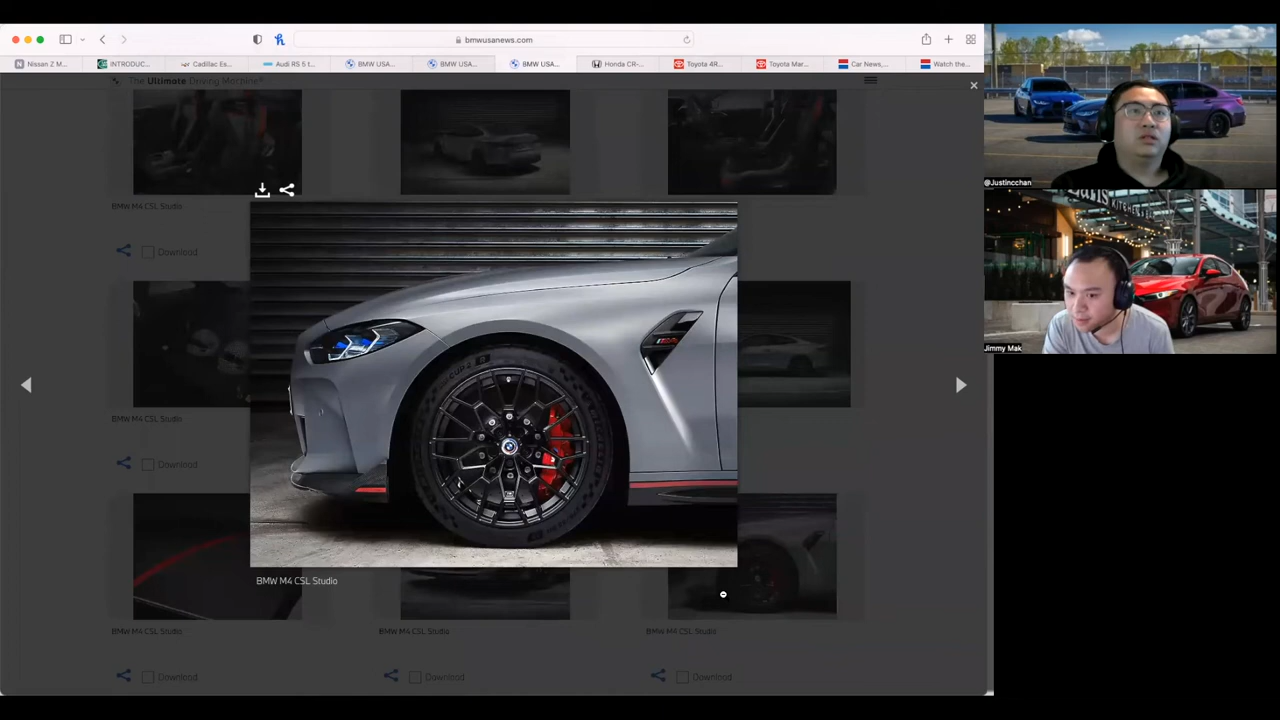 bmwusanews.com
Nissan Z M...
INTRODUC...
Cadillac Es...
Audi RS 5 t...
BMW USA...
BMW USA...
BMW USA...
Honda CR-...
Toyota 4R...
Toyota Mar...
Car News,...
Watch the...
The Ultimate Driving Machine®
@Justincchan
BMW M4 CSL Studio
Download
CUP 2
Jimmy Mak
BMW M4 CSL Studio
Download
BMW M4 CSL Studio
BMW M4 CSL Studio
BMW M4 CSL Studio
BMW M4 CSL Studio
Download
Download
Download